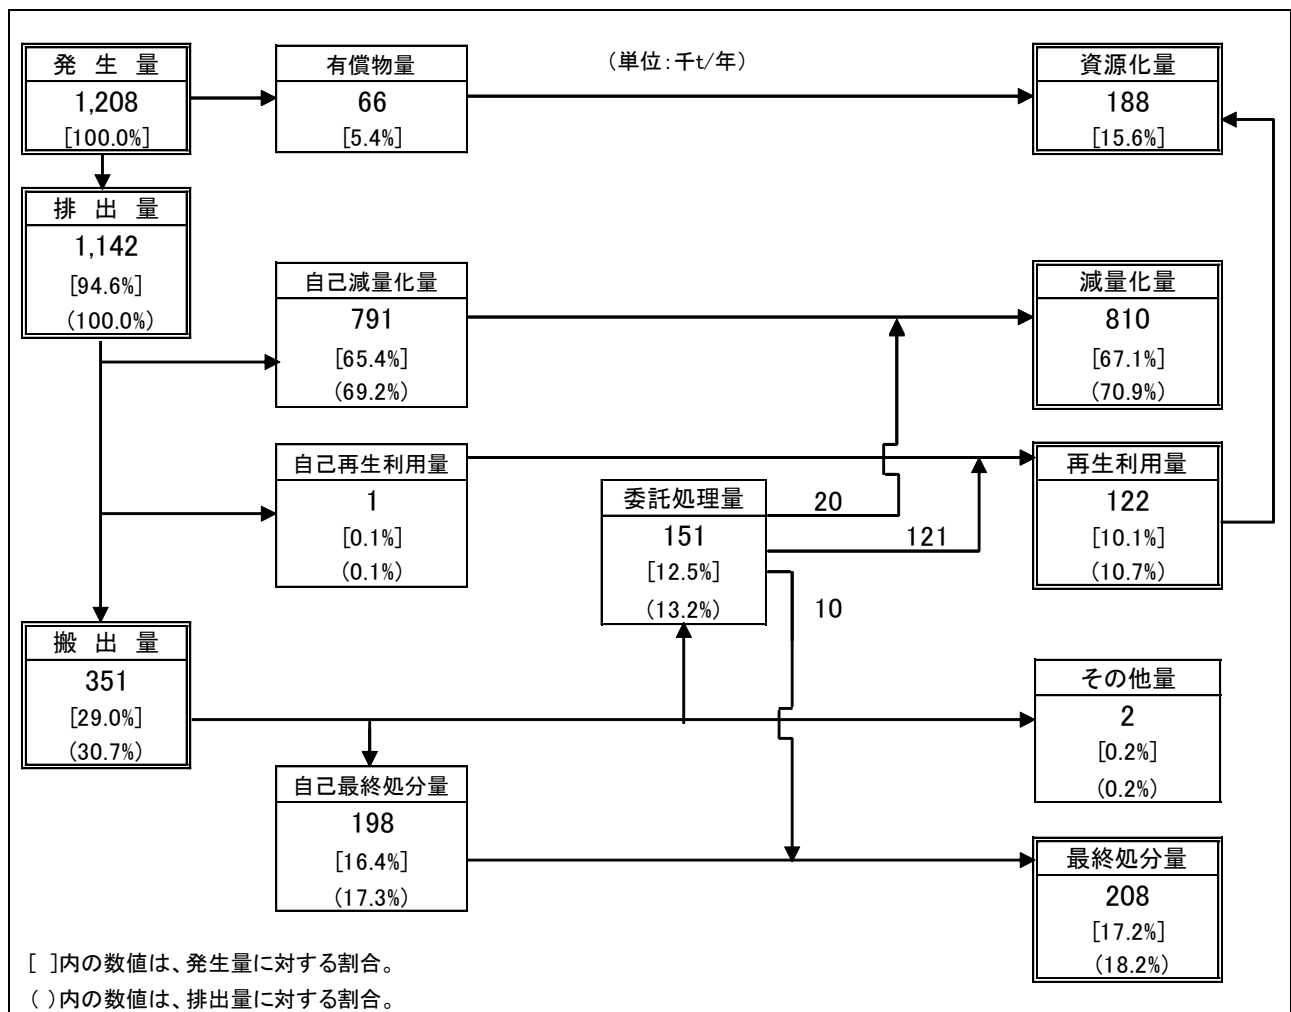 発 生 量
1,208
[100.0%]
有償物量
66
[5.4%]
(単位:千t/年)
資源化量
188
[15.6%]
排 出 量
1,142
[94.6%]
(100.0%)
自己減量化量
791
[65.4%]
(69.2%)
減量化量
810
[67.1%]
(70.9%)
自己再生利用量
1
[0.1%]
(0.1%)
委託処理量
151
[12.5%]
(13.2%)
20
121
10
再生利用量
122
[10.1%]
(10.7%)
搬 出 量
351
[29.0%]
(30.7%)
その他量
2
[0.2%]
(0.2%)
自己最終処分量
198
[16.4%]
(17.3%)
最終処分量
208
[17.2%]
(18.2%)
[ ]内の数値は、発生量に対する割合。
( )内の数値は、排出量に対する割合。